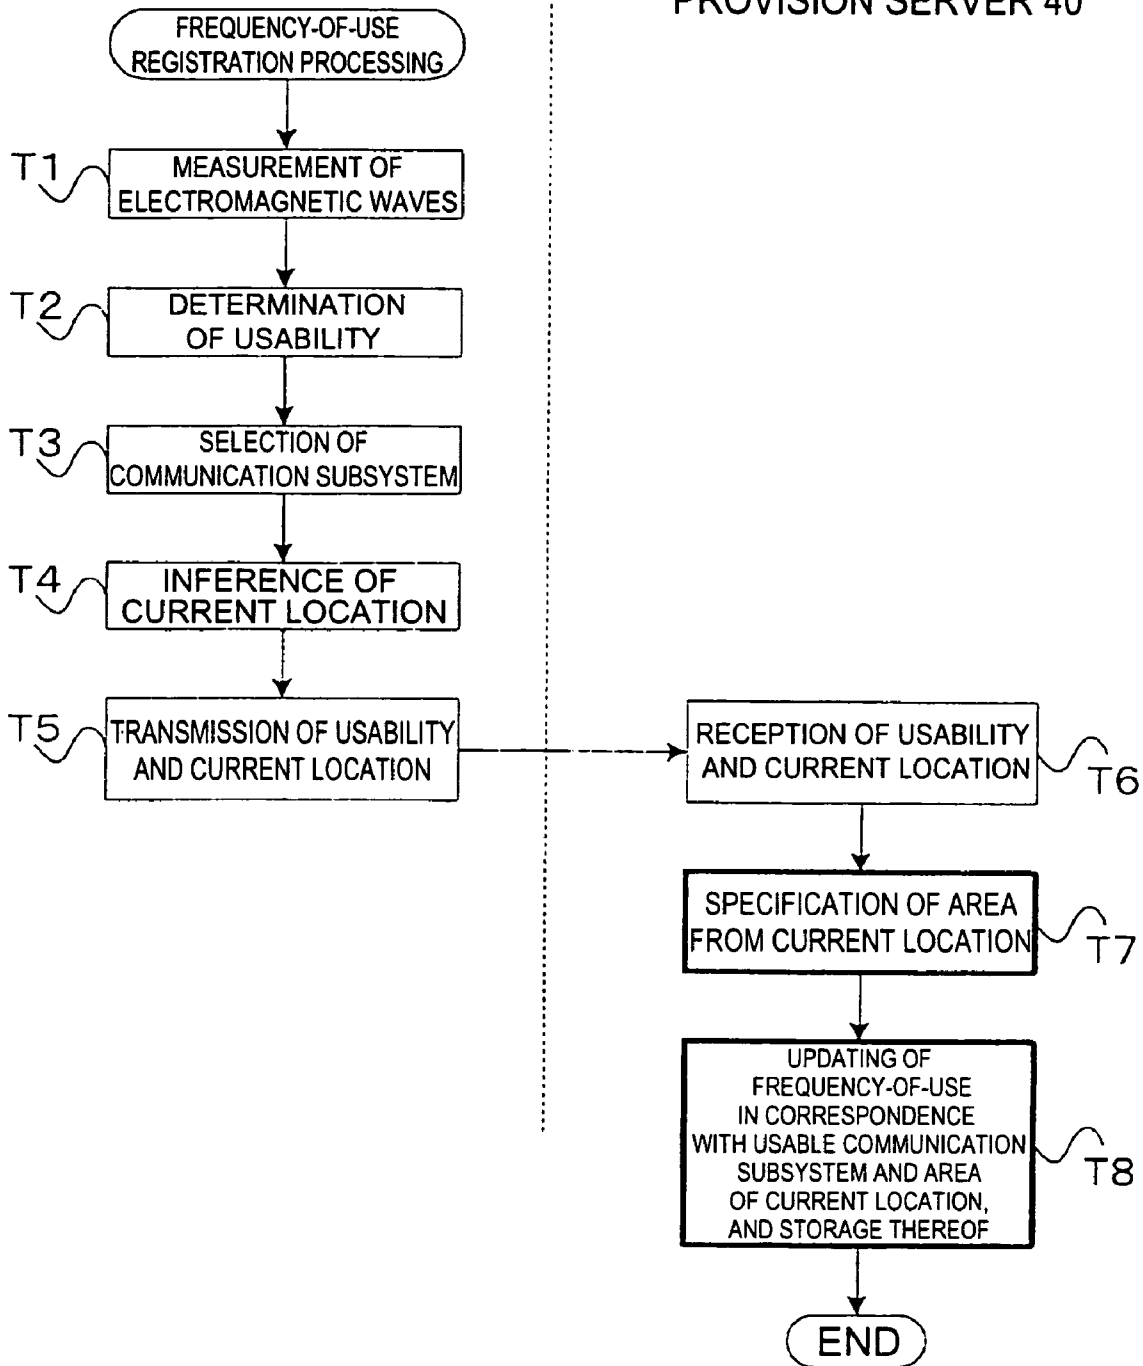 PROVISION SERVER 40
FREQUENCY-OF-USE
REGISTRATION PROCESSING
T1
MEASUREMENT OF
ELECTROMAGNETIC WAVES
T2
DETERMINATION
OF USABILITY
T3
SELECTION OF
COMMUNICATION SUBSYSTEM
T4
INFERENCE OF
CURRENT LOCATION
T5
TRANSMISSION OF USABILITY
AND CURRENT LOCATION
RECEPTION OF USABILITY
AND CURRENT LOCATION
T6
SPECIFICATION OF AREA
FROM CURRENT LOCATION
T7
UPDATING OF
FREQUENCY-OF-USE
IN CORRESPONDENCE
WITH USABLE COMMUNICATION
SUBSYSTEM AND AREA
OF CURRENT LOCATION,
AND STORAGE THEREOF
T8
END